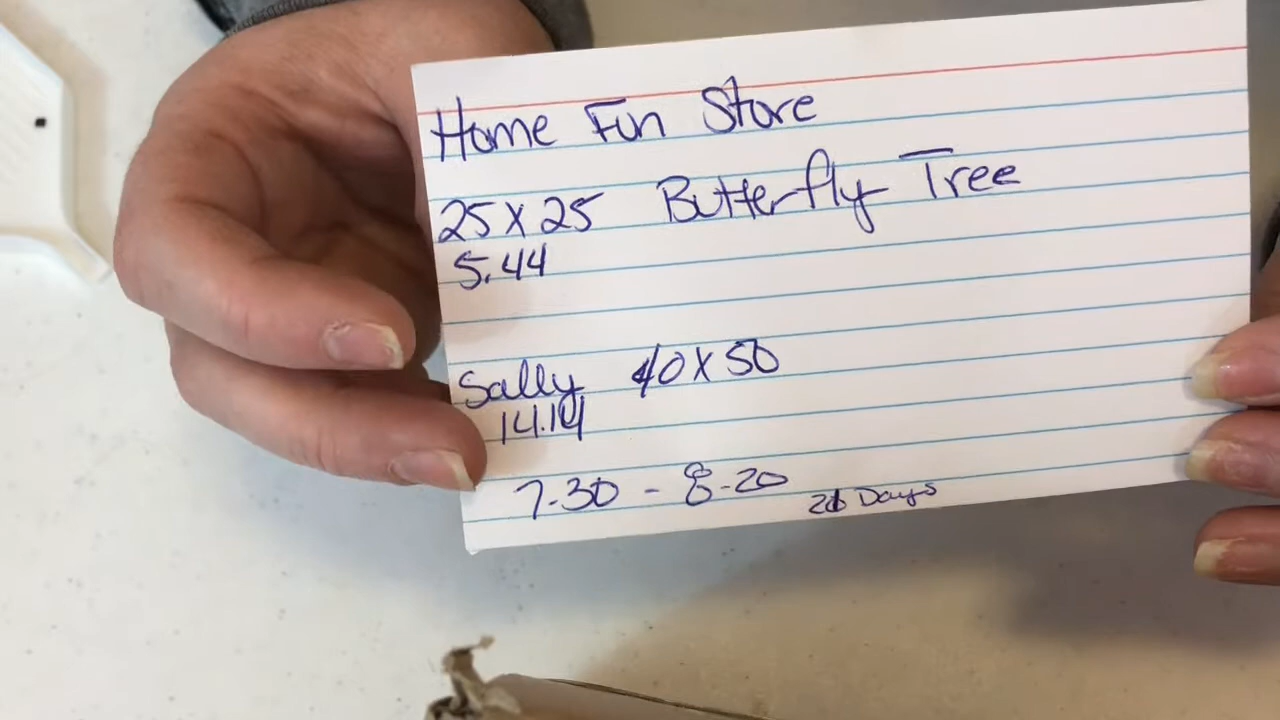 Home Fun Store
25 x 25 Butterfly Tree
5.44
Sally 40 x 50
14.14
7-30 - 8-20
Days